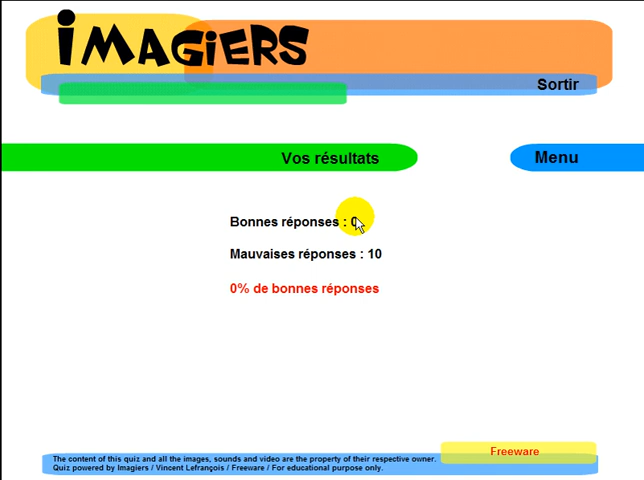 iMAGiERS
Sortir
Vos résultats
Menu
Bonnes réponses : 0
Mauvaises réponses : 10
0% de bonnes réponses
Freeware
The content of this quiz and all the images, sounds and video are the property of their respective owner.
Quiz powered by Imagiers / Vincent Lefrançois / Freeware / For educational purpose only.